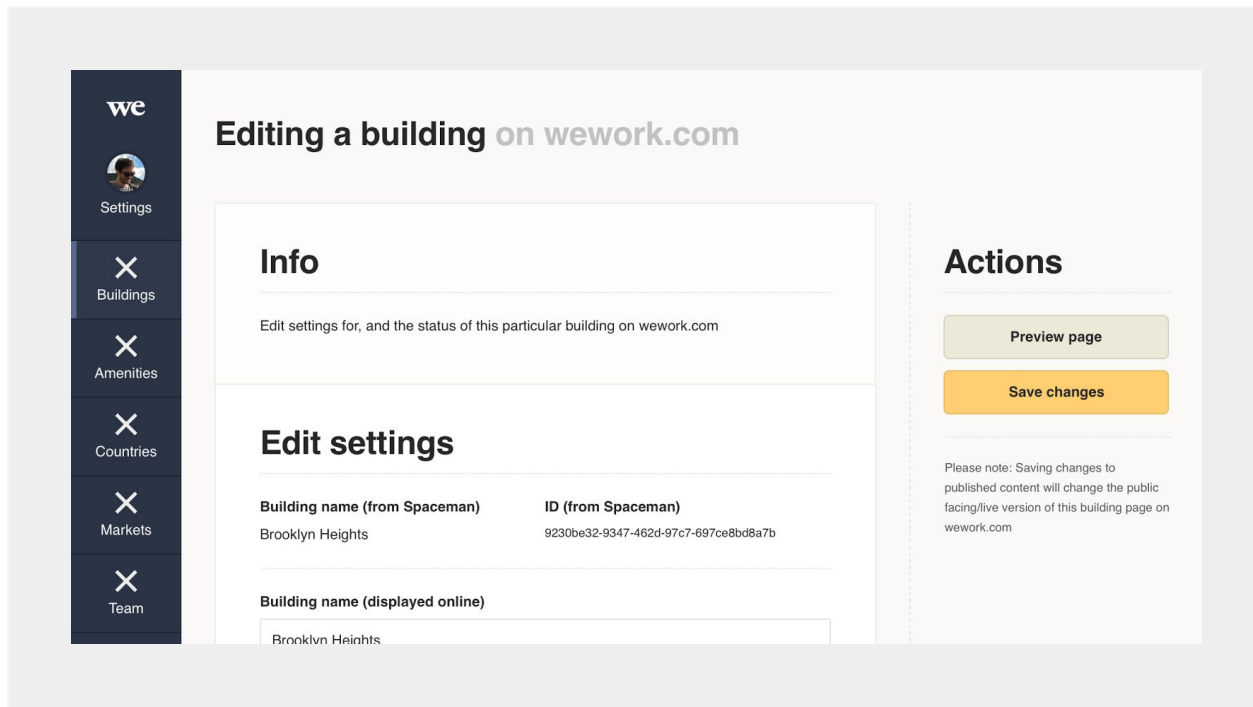 we
Settings
Buildings
Amenities
Countries
Markets
Team
Editing a building on wework.com
Info
Edit settings for, and the status of this particular building on wework.com
Edit settings
Building name (from Spaceman)
Brooklyn Heights
ID (from Spaceman)
9230be32-9347-462d-97c7-697ce8bd8a7b
Building name (displayed online)
Brooklyn Heights
Actions
Preview page
Save changes
Please note: Saving changes to
published content will change the public
facing/live version of this building page on
wework.com